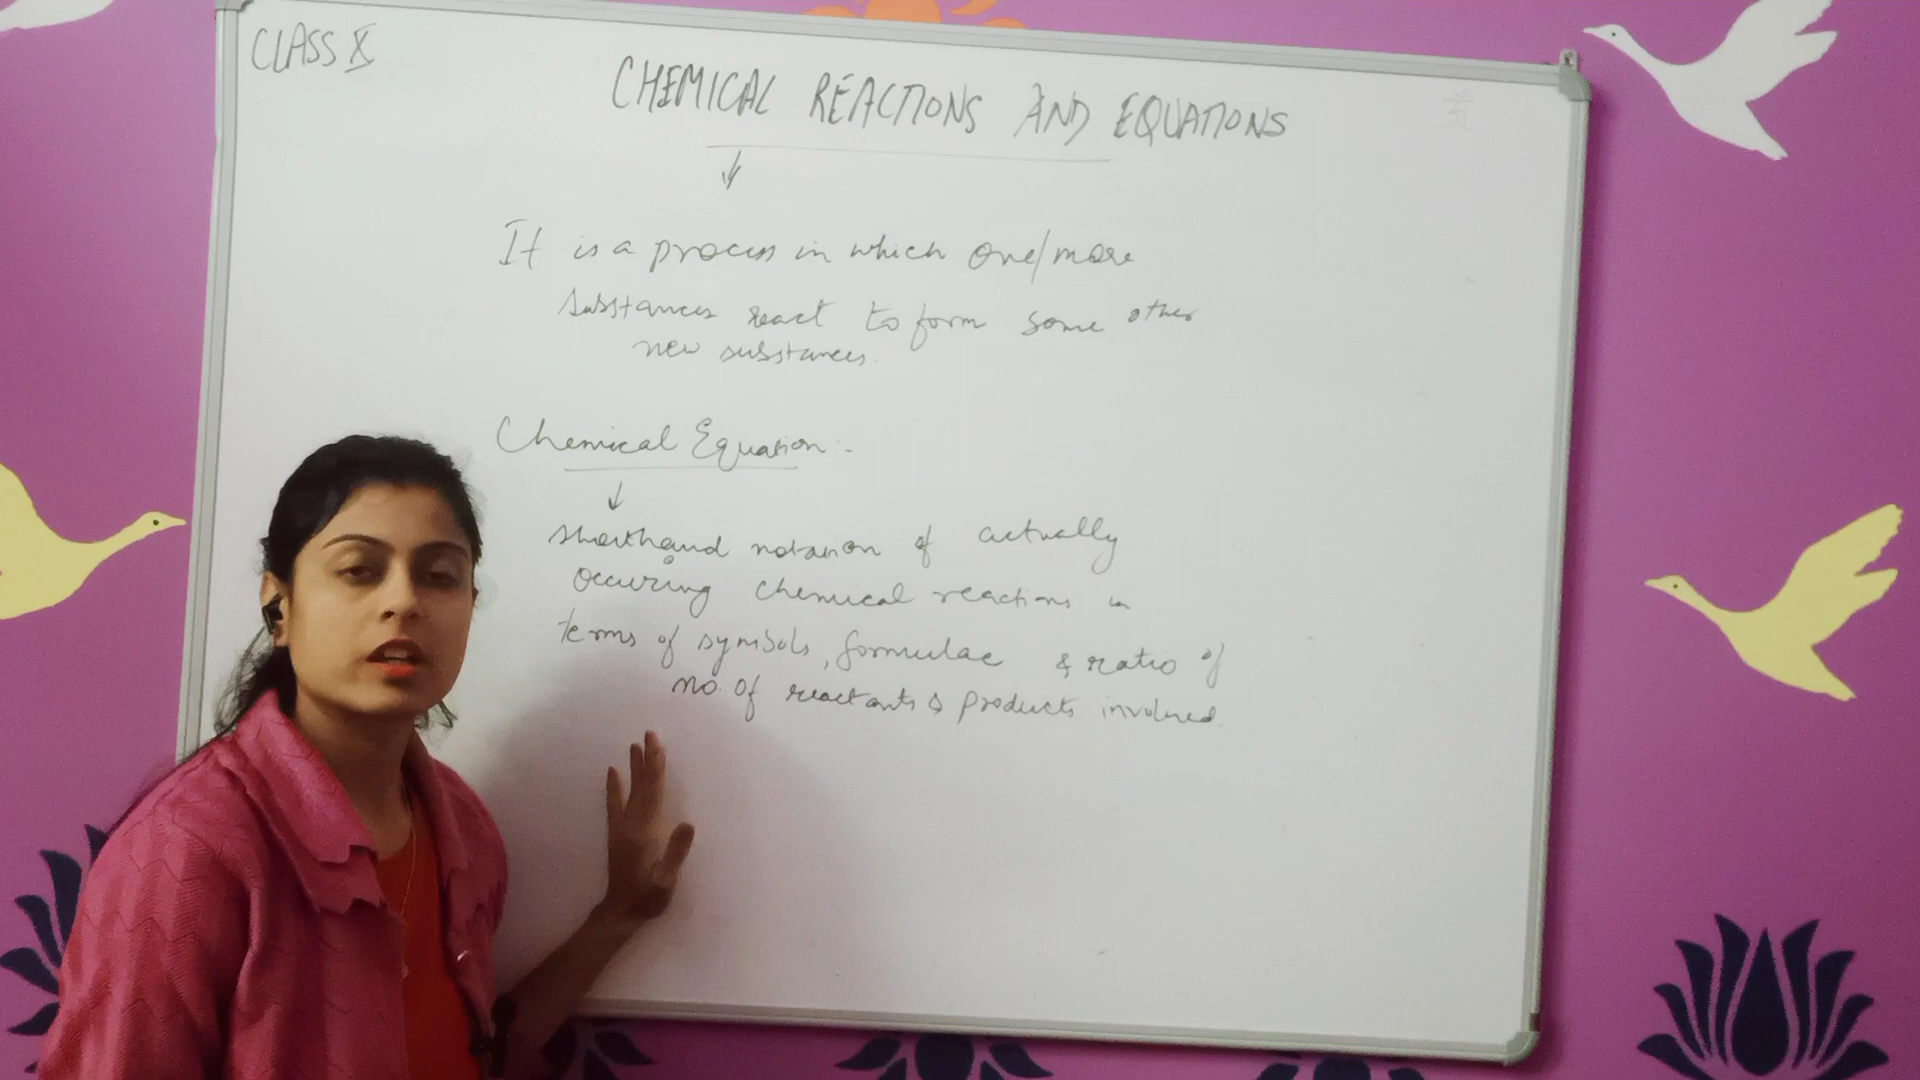 CLASS X
CHEMICAL REACTIONS AND EQUATIONS
It is a process in which one/more
substances react to form some other
new substances.
Chemical Equation -
shorthand notation of actually
occuring chemical reactions in
terms of symbols, formulae & ratio of
no. of reactants & products involved.